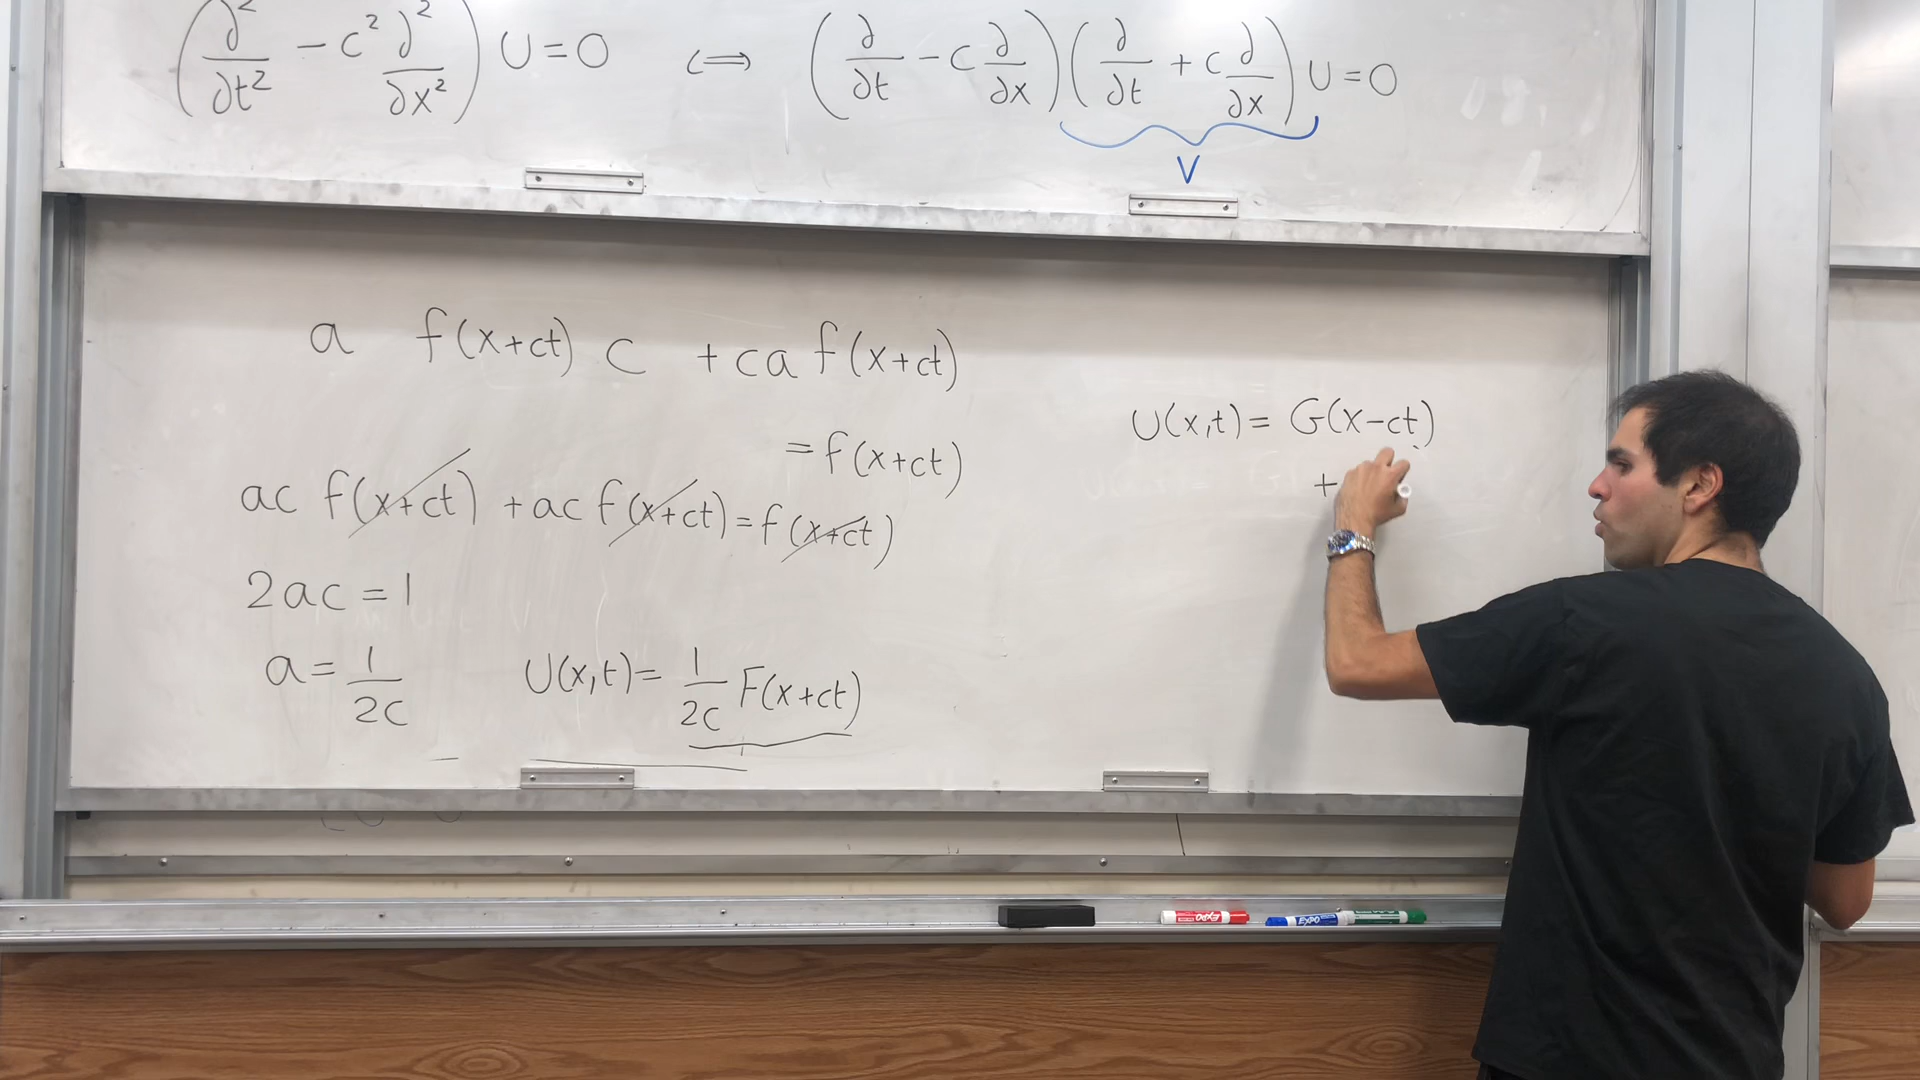 (∂²/∂t² − c² ∂²/∂x²) U = 0 ⟺ (∂/∂t − c ∂/∂x)(∂/∂t + c ∂/∂x) U = 0
V
a f(x+ct) c + ca f(x+ct)
= f(x+ct)
ac f(x+ct) + ac f(x+ct) = f(x+ct)
2ac = 1
a = 1/2c U(x,t) = 1/2c F(x+ct)
U(x,t) = G(x−ct)
+
EXPO
EXPO